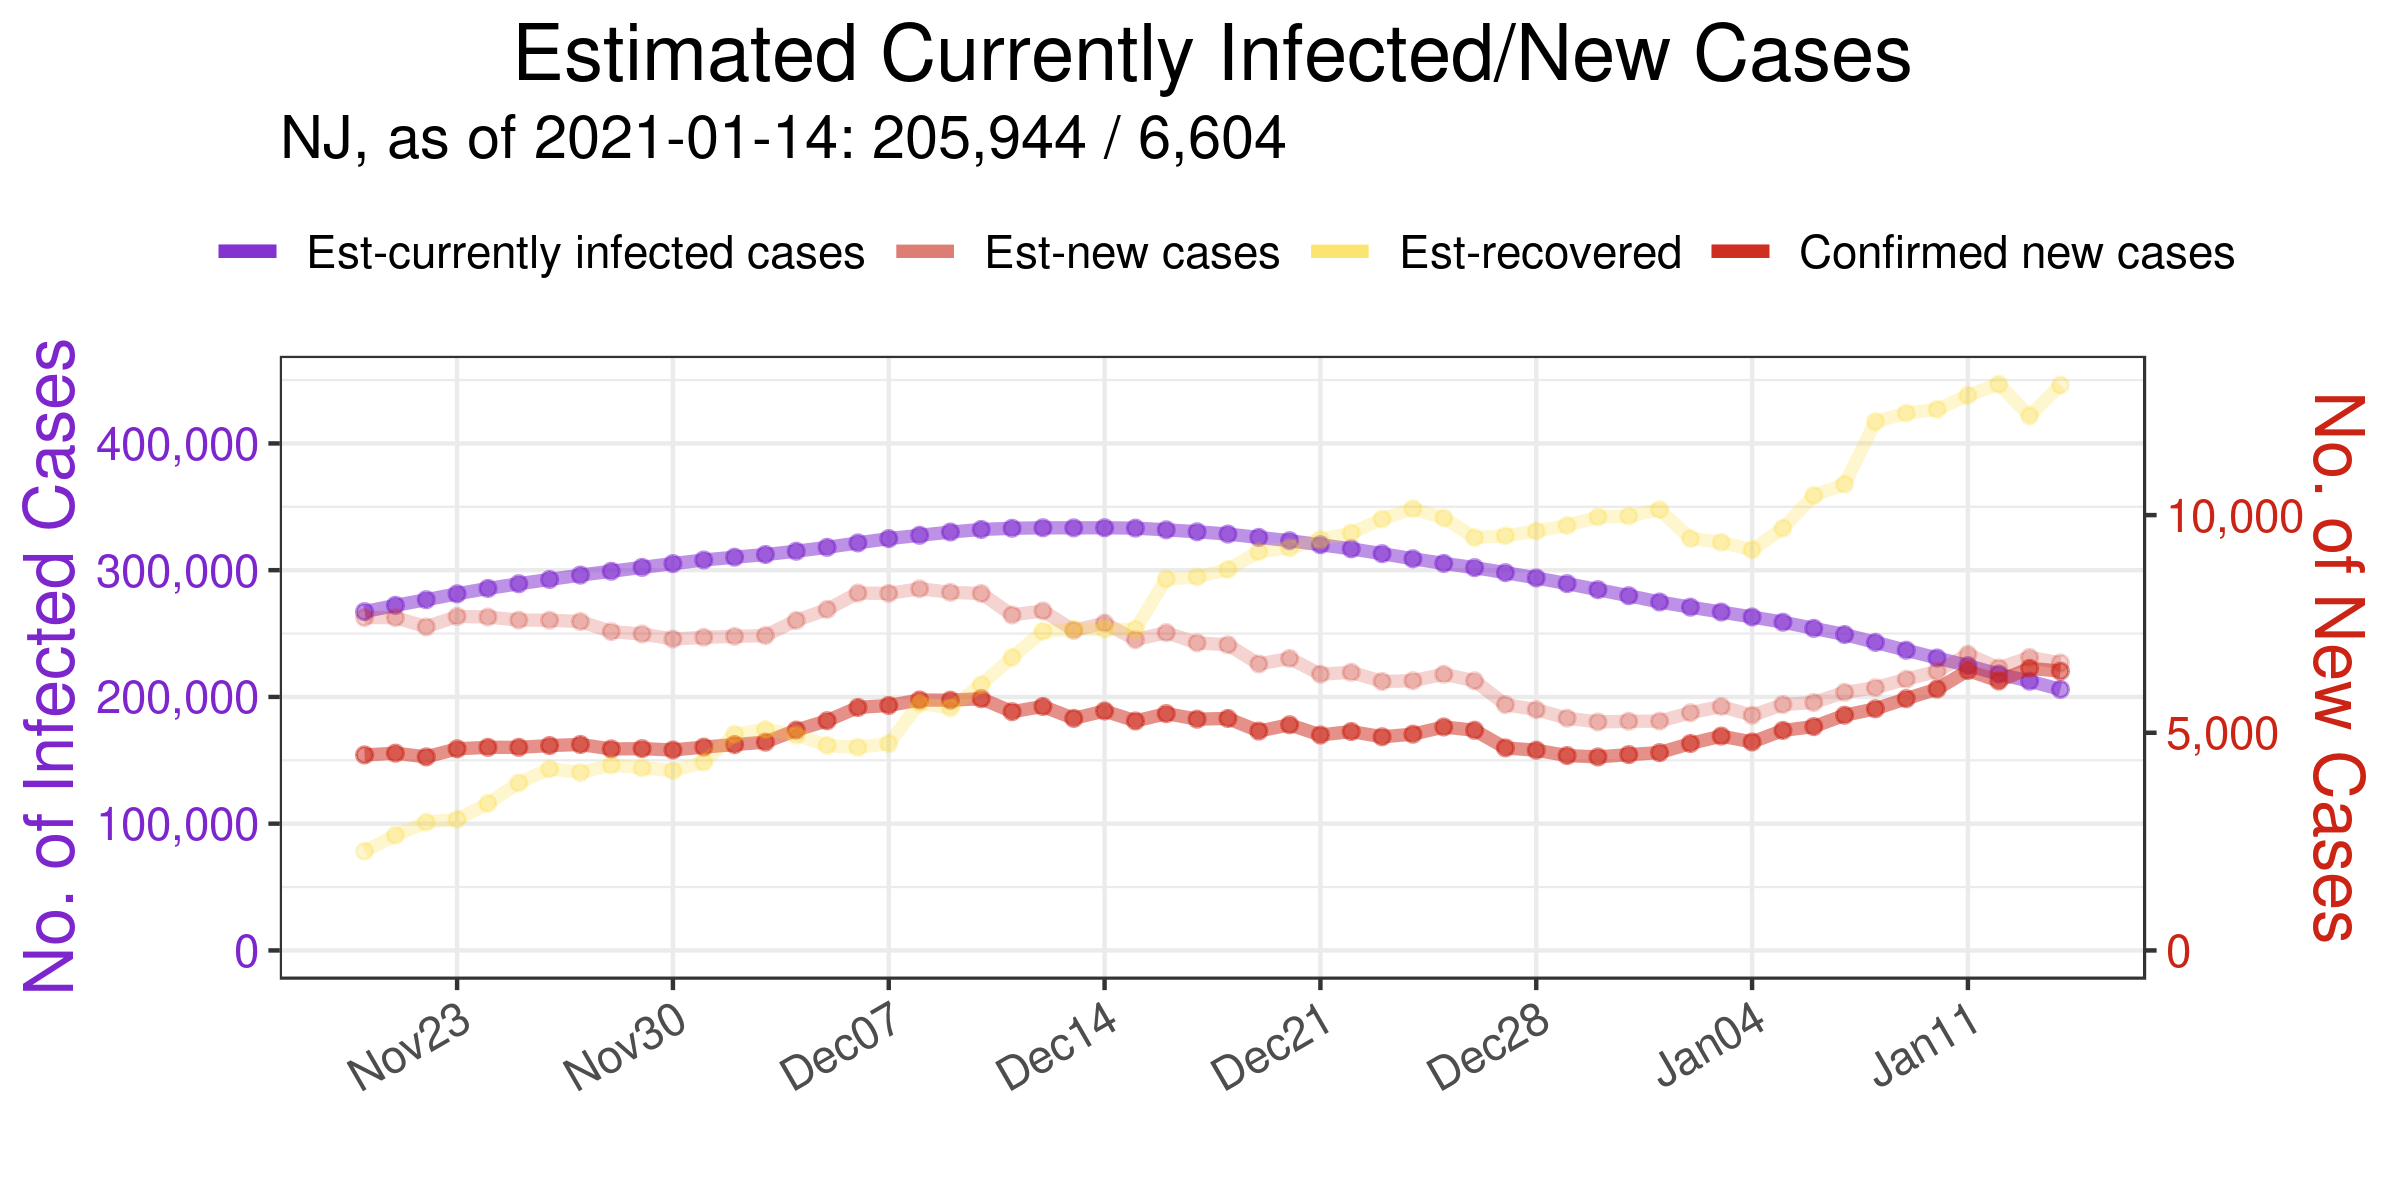 Estimated Currently Infected/New Cases
NJ, as of 2021-01-14: 205,944 / 6,604
Est-currently infected cases Est-new cases Est-recovered Confirmed new cases
No. of Infected Cases
400,000
300,000
200,000
100,000
0
10,000
5,000
0
No. of New Cases
Nov23 Nov30 Dec07 Dec14 Dec21 Dec28 Jan04 Jan11